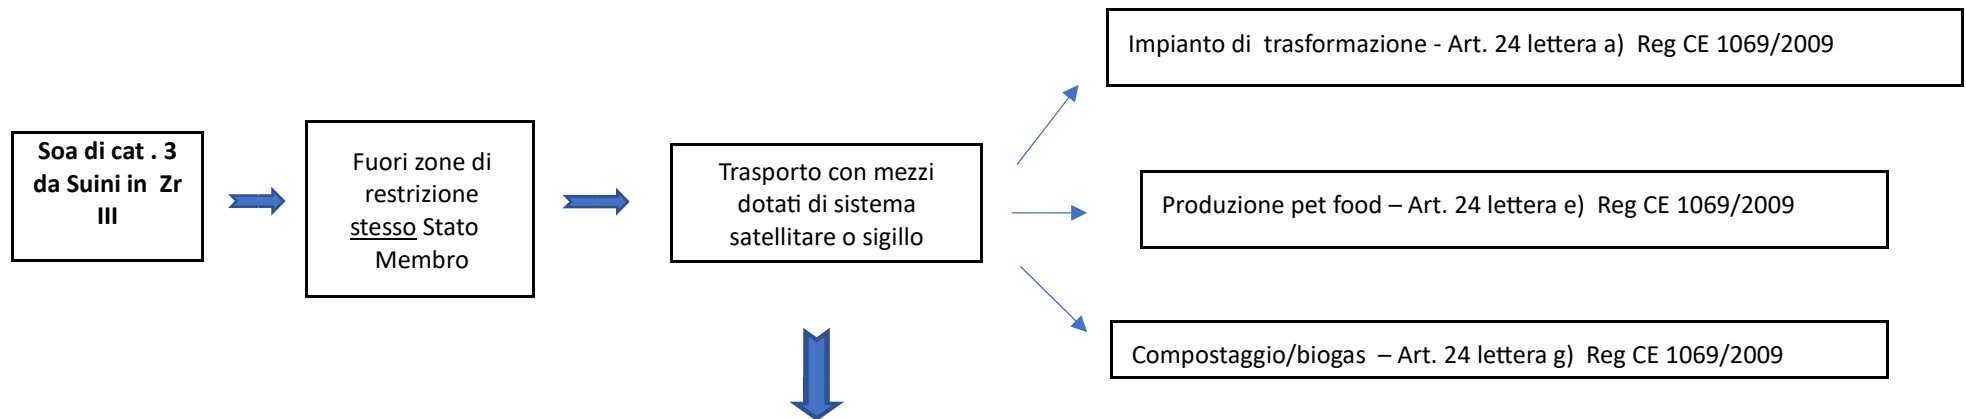 Soa di cat . 3
da Suini in Zr
III
Fuori zone di
restrizione
stesso Stato
Membro
Trasporto con mezzi
dotati di sistema
satellitare o sigillo
Impianto di trasformazione - Art. 24 lettera a) Reg CE 1069/2009
Produzione pet food – Art. 24 lettera e) Reg CE 1069/2009
Compostaggio/biogas – Art. 24 lettera g) Reg CE 1069/2009